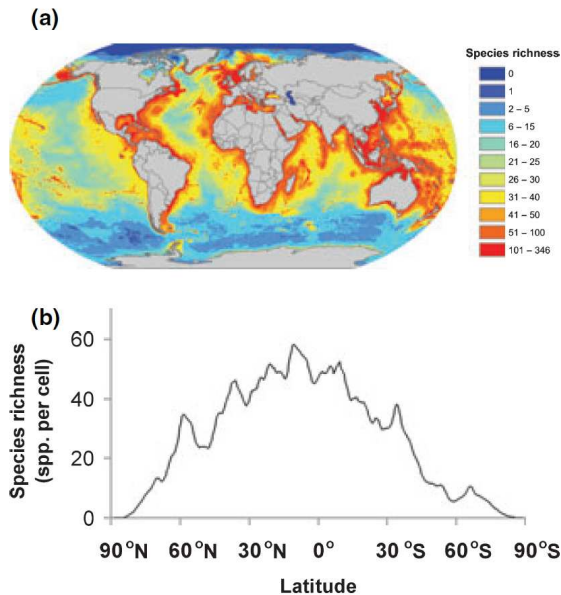 (a)
Species richness
0
1
2 – 5
6 – 15
16 – 20
21 – 25
26 – 30
31 – 40
41 – 50
51 – 100
101 – 346
(b)
Species richness
(spp. per cell)
60
40
20
0
90°N 60°N 30°N 0° 30°S 60°S 90°S
Latitude